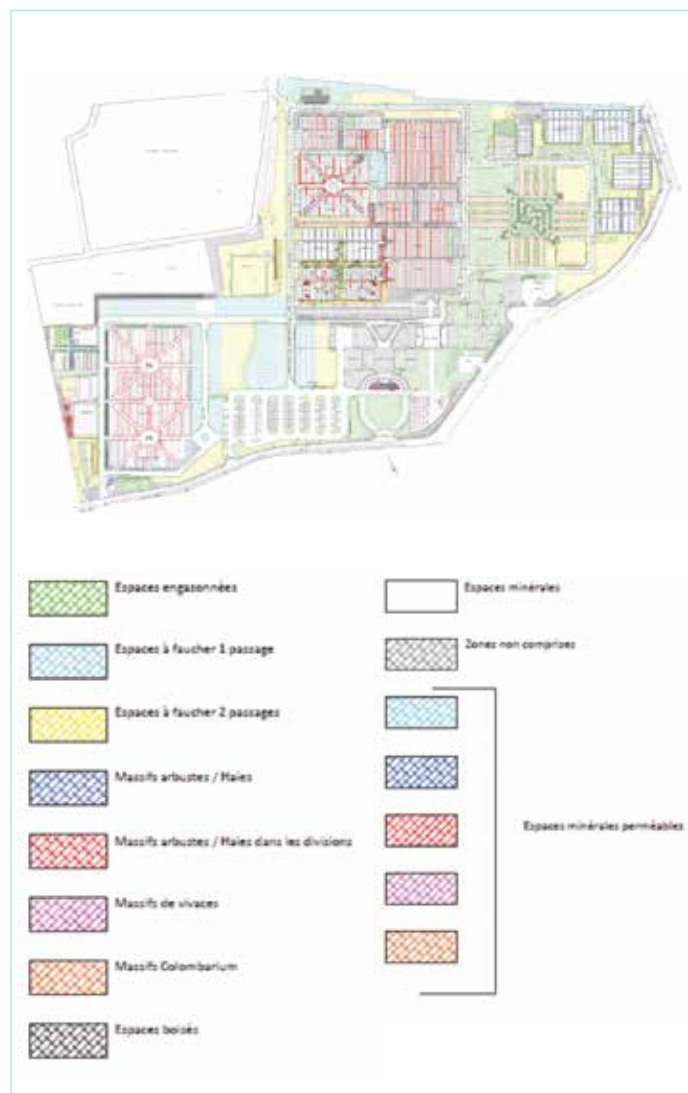 Espaces engazonnées
Espaces à faucher 1 passage
Espaces à faucher 2 passages
Massifs arbustes / Haies
Massifs arbustes / Haies dans les divisions
Massifs de vivaces
Massifs Colombarium
Espaces boisés
Espaces minérales
Zones non comprises
Espaces minérales perméables